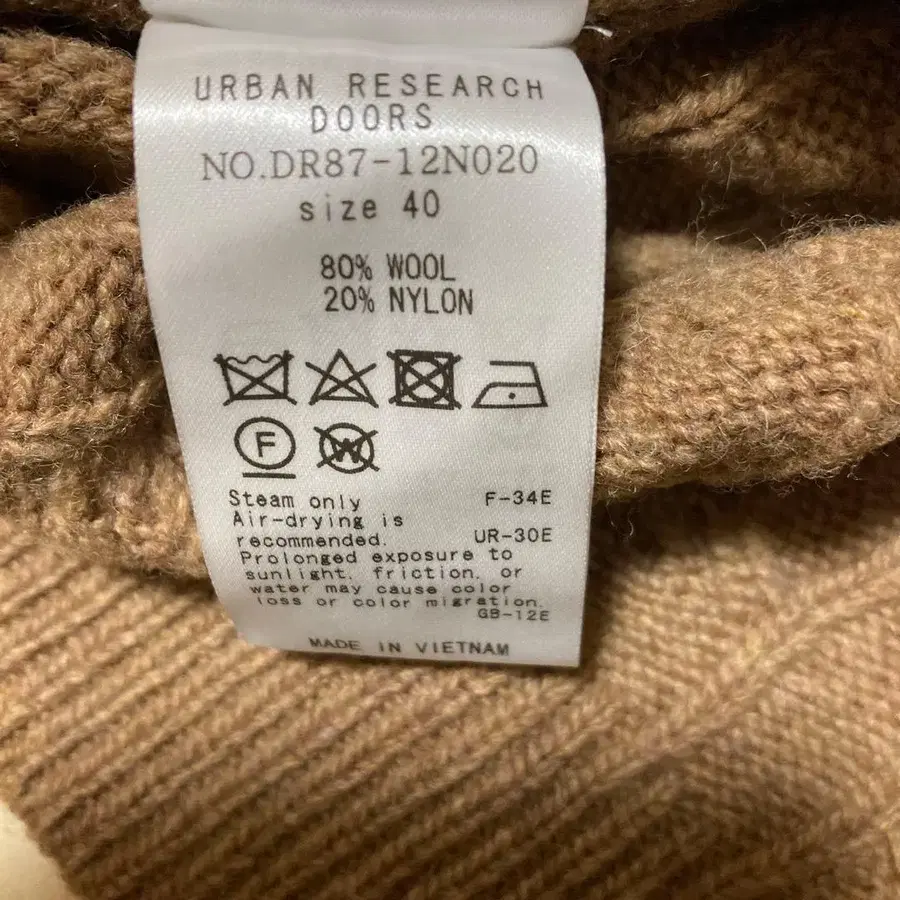 URBAN RESEARCH
DOORS
NO.DR87-12N020
size 40
80% WOOL
20% NYLON
F W
Steam only F-34E
Air-drying is
recommended. UR-30E
Prolonged exposure to
sunlight, friction, or
water may cause color
loss or color migration.
GB-12E
MADE IN VIETNAM